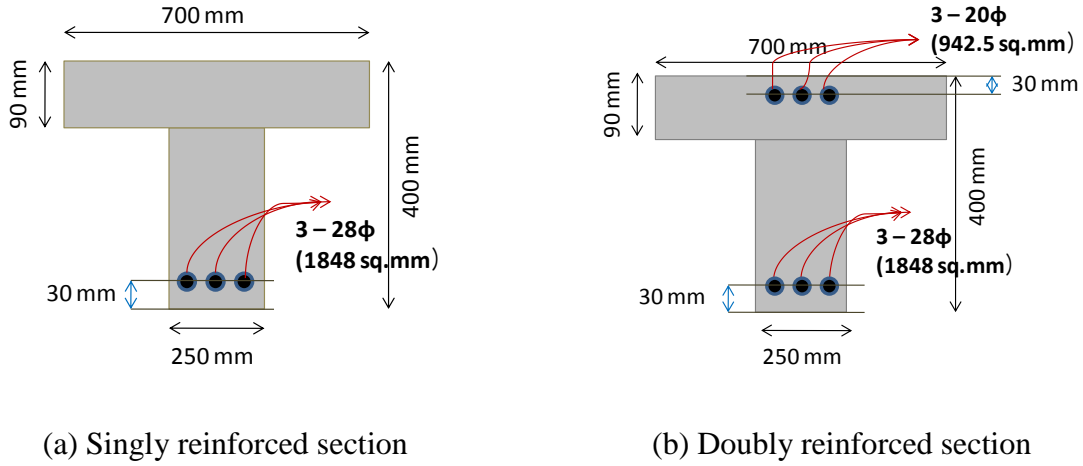 700 mm
90 mm
400 mm
3 – 28ϕ
(1848 sq.mm)
30 mm
250 mm
(a) Singly reinforced section
3 – 20ϕ
(942.5 sq.mm)
700 mm
30 mm
90 mm
400 mm
3 – 28ϕ
(1848 sq.mm)
30 mm
250 mm
(b) Doubly reinforced section